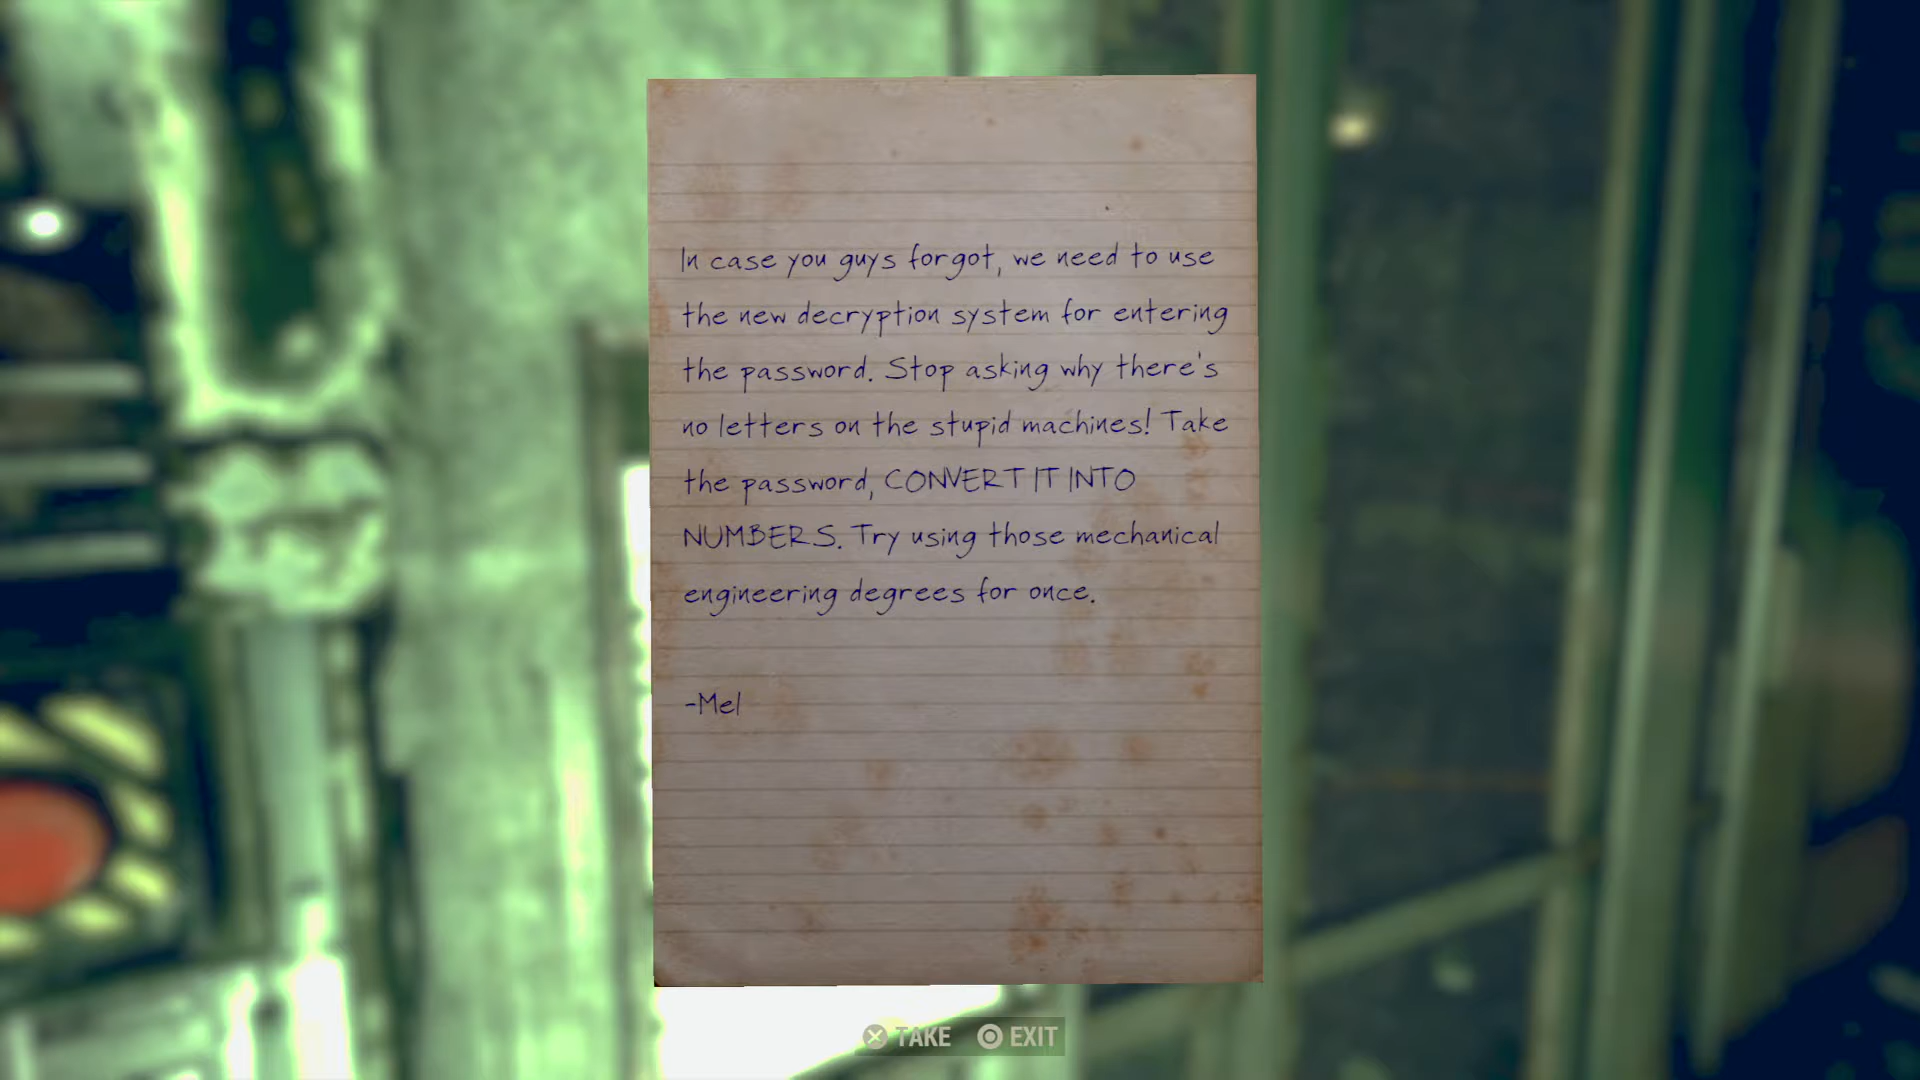 In case you guys forgot, we need to use
the new decryption system for entering
the password. Stop asking why there's
no letters on the stupid machines! Take
the password, CONVERT IT INTO
NUMBERS. Try using those mechanical
engineering degrees for once.
-Mel
TAKE EXIT